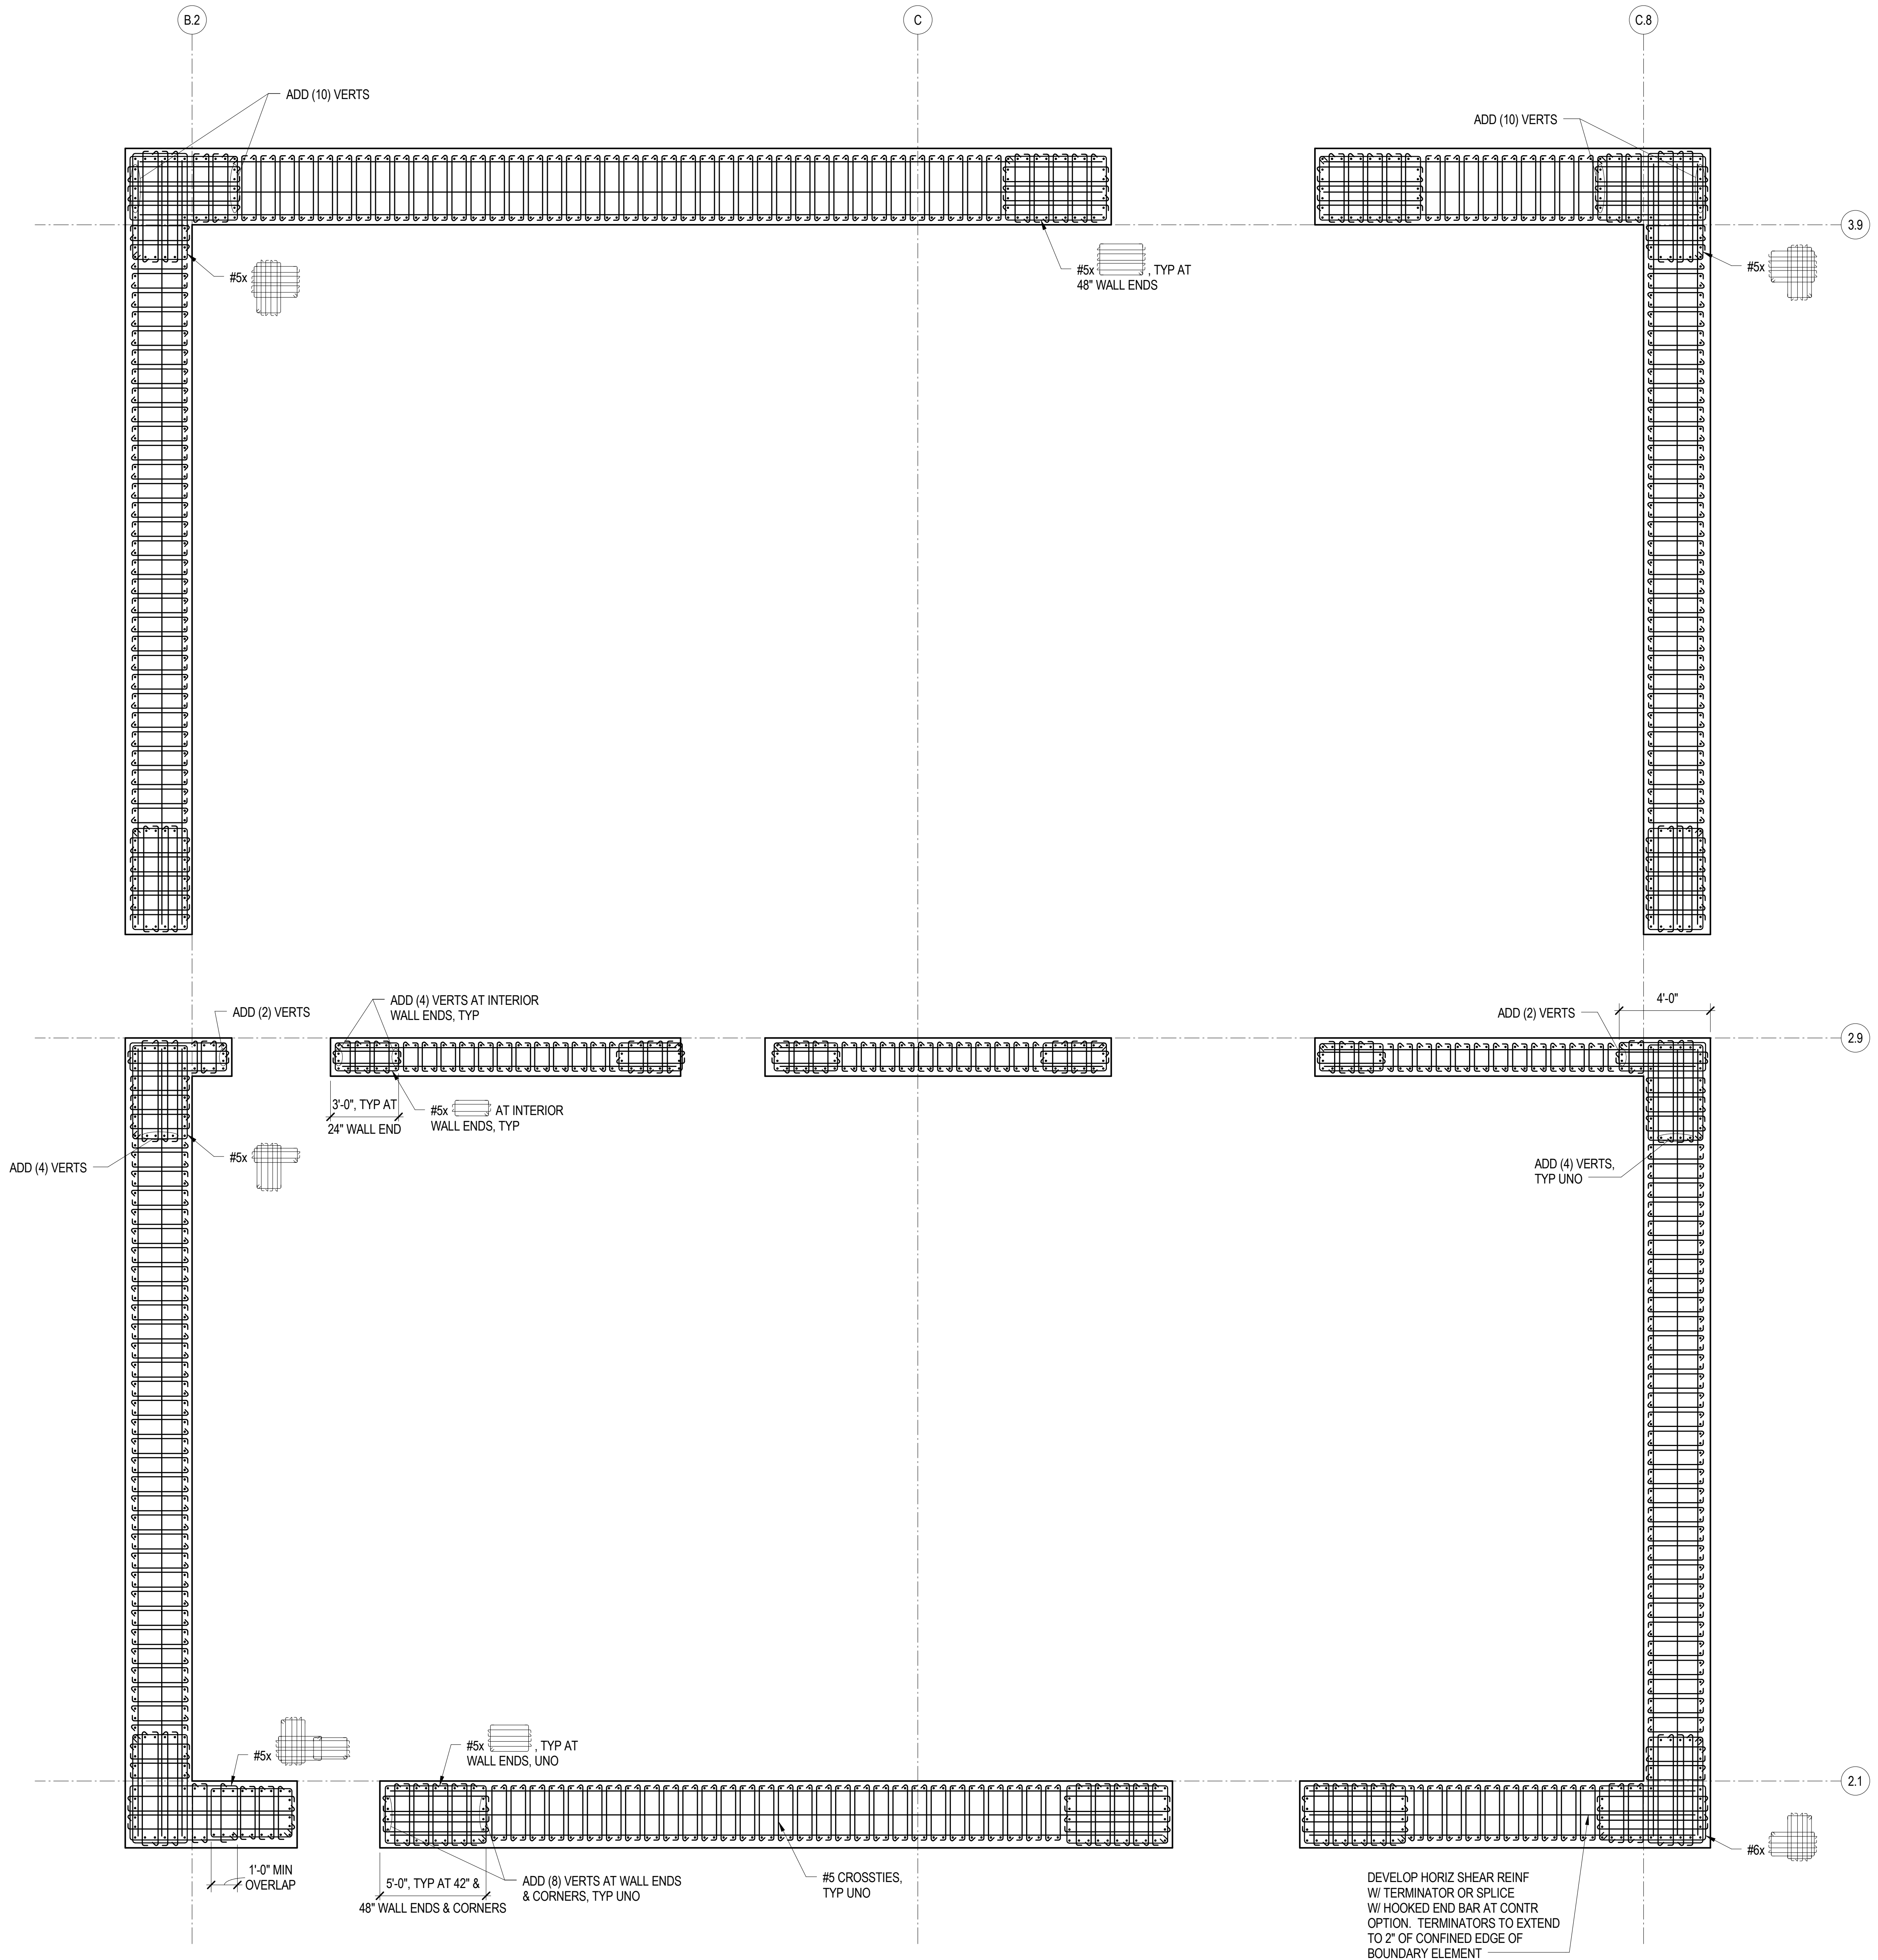 B.2
C
C.8
ADD (10) VERTS
ADD (10) VERTS
3.9
#5x
#5x , TYP AT
48" WALL ENDS
#5x
ADD (2) VERTS
ADD (4) VERTS AT INTERIOR
WALL ENDS, TYP
4'-0"
ADD (2) VERTS
2.9
3'-0", TYP AT
24" WALL END
#5x AT INTERIOR
WALL ENDS, TYP
#5x
ADD (4) VERTS
ADD (4) VERTS,
TYP UNO
#5x
#5x , TYP AT
WALL ENDS, UNO
2.1
#6x
1'-0" MIN
OVERLAP
5'-0", TYP AT 42" &
48" WALL ENDS & CORNERS
ADD (8) VERTS AT WALL ENDS
& CORNERS, TYP UNO
#5 CROSSTIES,
TYP UNO
DEVELOP HORIZ SHEAR REINF
W/ TERMINATOR OR SPLICE
W/ HOOKED END BAR AT CONTR
OPTION. TERMINATORS TO EXTEND
TO 2" OF CONFINED EDGE OF
BOUNDARY ELEMENT